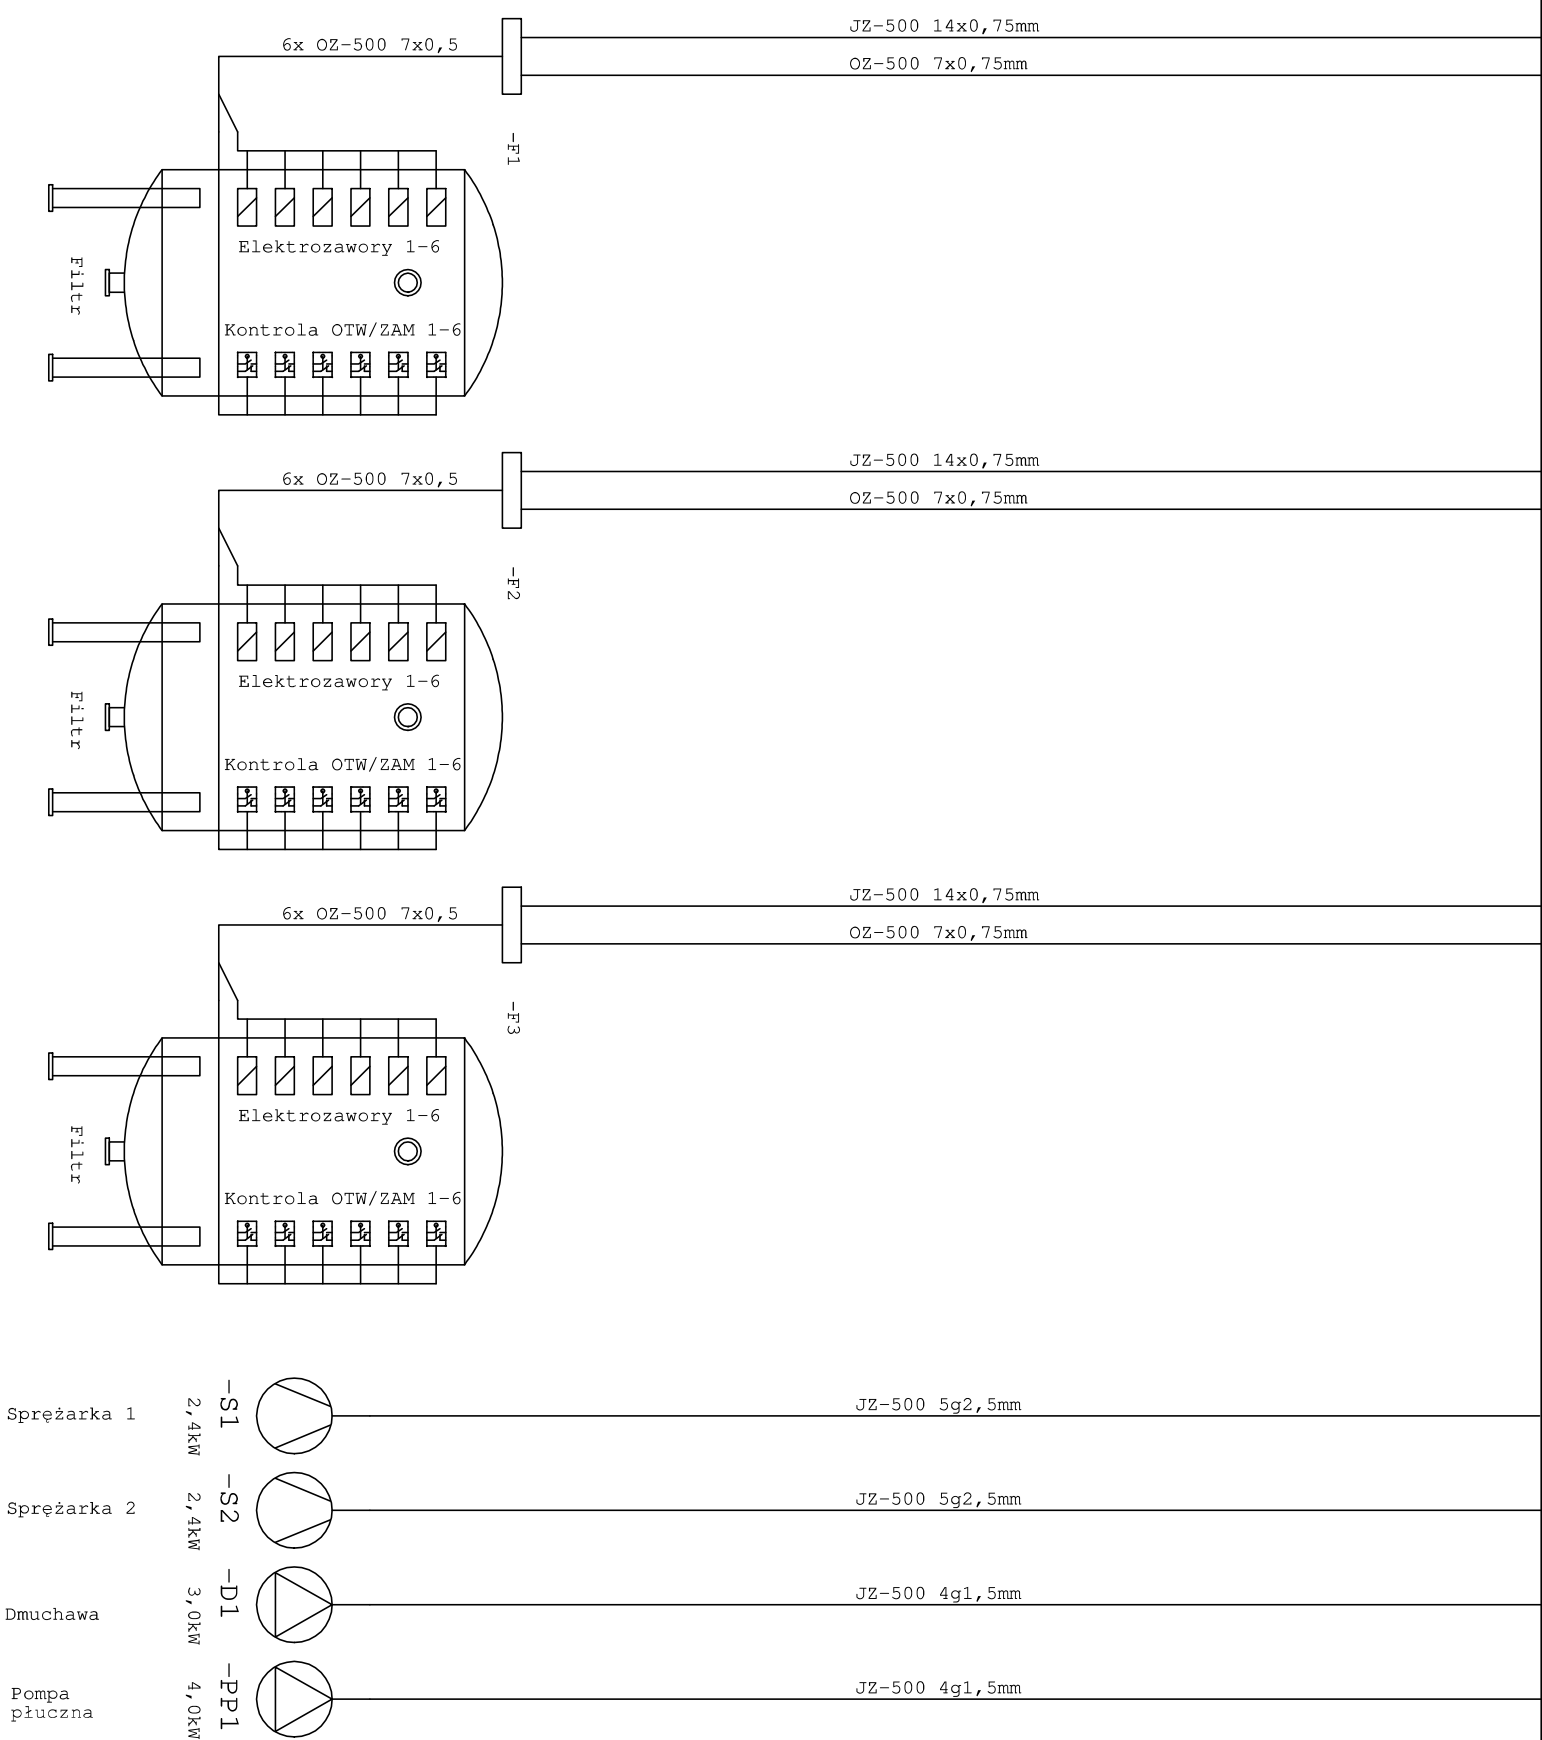 JZ-500 14x0,75mm
6x OZ-500 7x0,5
OZ-500 7x0,75mm
-F1
Elektrozawory 1-6
Filtr
Kontrola OTW/ZAM 1-6
JZ-500 14x0,75mm
6x OZ-500 7x0,5
OZ-500 7x0,75mm
-F2
Elektrozawory 1-6
Filtr
Kontrola OTW/ZAM 1-6
JZ-500 14x0,75mm
6x OZ-500 7x0,5
OZ-500 7x0,75mm
-F3
Elektrozawory 1-6
Filtr
Kontrola OTW/ZAM 1-6
Sprężarka 1
2,4kW
-S1
JZ-500 5g2,5mm
Sprężarka 2
2,4kW
-S2
JZ-500 5g2,5mm
Dmuchawa
3,0kW
-D1
JZ-500 4g1,5mm
Pompa
płuczna
4,0kW
-PP1
JZ-500 4g1,5mm